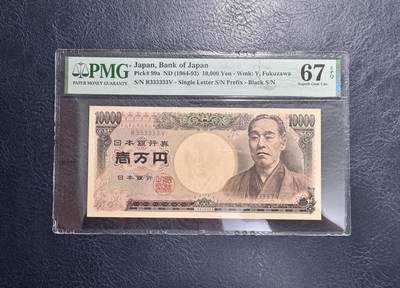 PMG
PAPER MONEY GUARANTY
Japan, Bank of Japan
Pick# 99a ND (1984-93) 10,000 Yen - Wmk: Y. Fukuzawa
S/N R333333V - Single Letter S/N Prefix - Black S/N
67 EPQ
Superb Gem Unc
10000
R333333V
日本銀行券
壱万円
日本銀行
10000
R333333V
10000